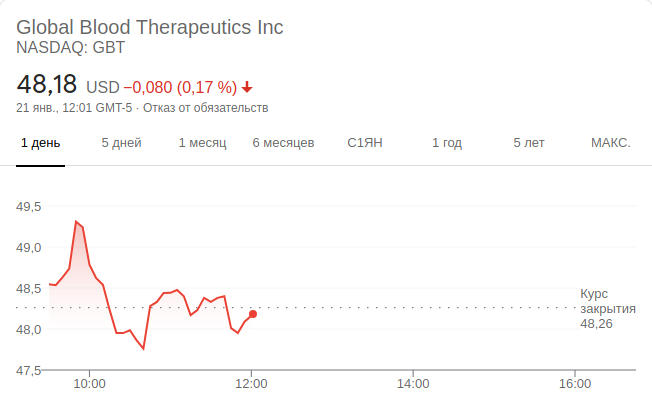 Global Blood Therapeutics Inc
NASDAQ: GBT
48,18 USD −0,080 (0,17 %)
21 янв., 12:01 GMT-5 · Отказ от обязательств
1 день 5 дней 1 месяц 6 месяцев С1ЯН 1 год 5 лет МАКС.
49,5
49,0
48,5
48,0
47,5
Курс
закрытия
48,26
10:00 12:00 14:00 16:00